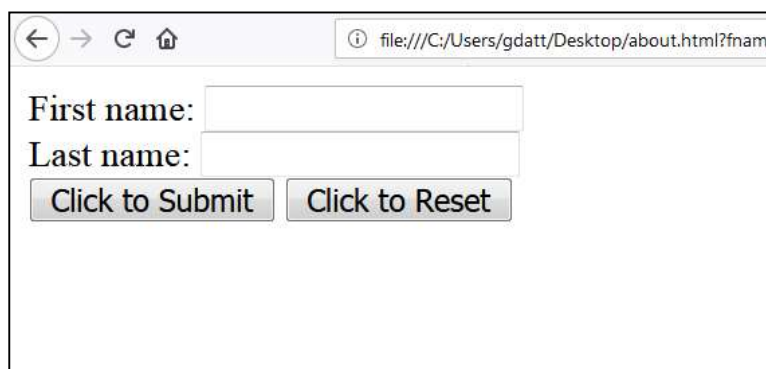 file:///C:/Users/gdatt/Desktop/about.html?fnam
First name:
Last name:
Click to Submit Click to Reset